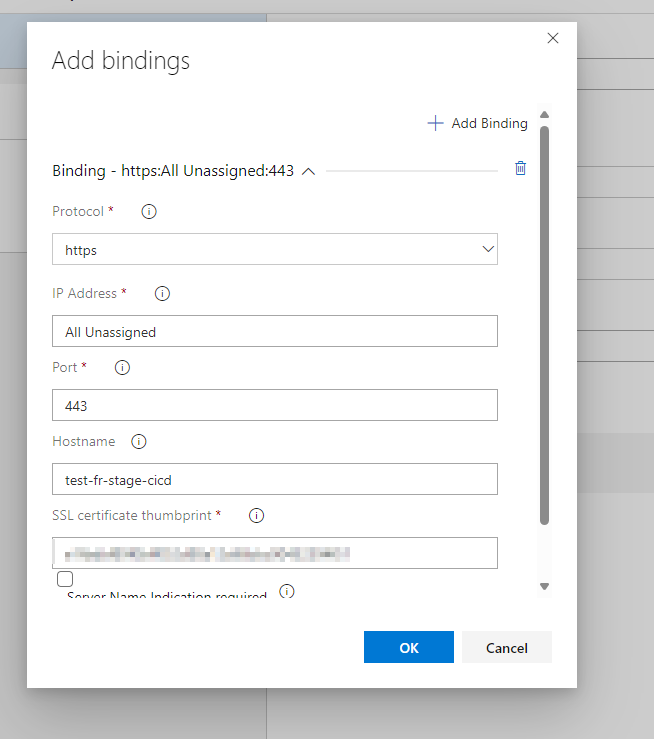 Add bindings
Add Binding
Binding - https:All Unassigned:443
Protocol *
https
IP Address *
All Unassigned
Port *
443
Hostname
test-fr-stage-cicd
SSL certificate thumbprint *
Server Name Indication required
OK
Cancel